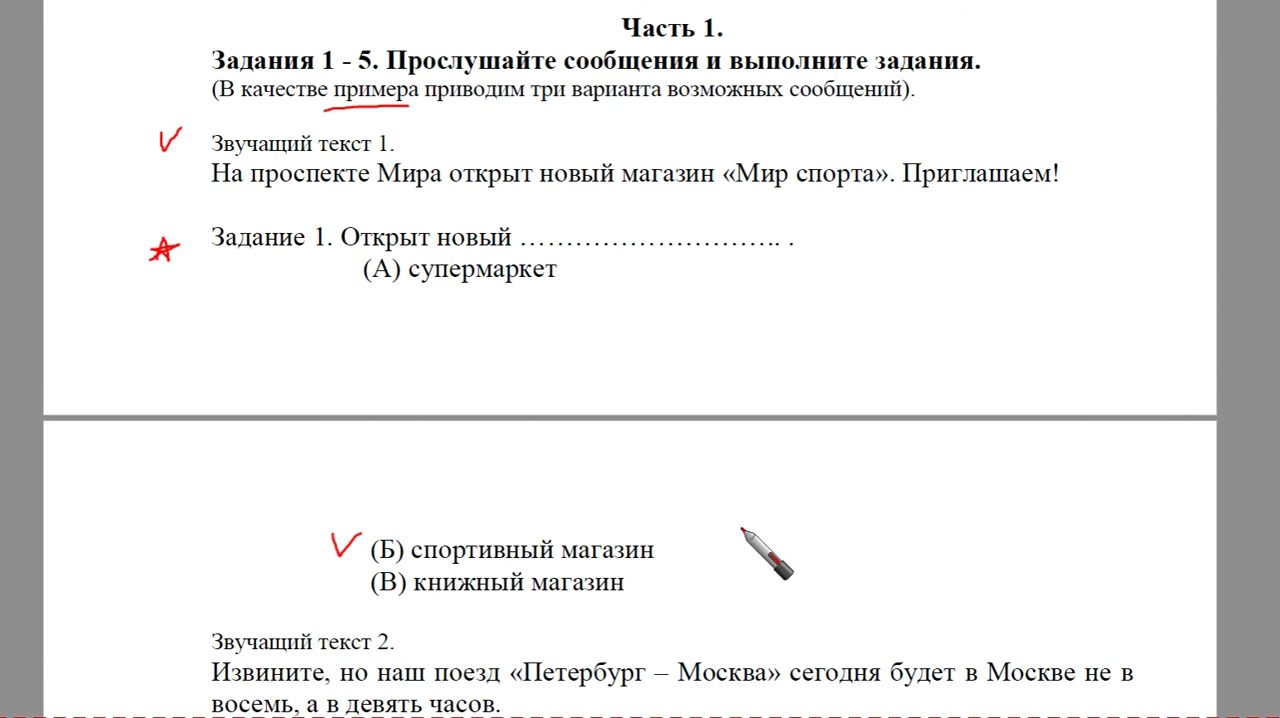 Часть 1.
Задания 1 - 5. Прослушайте сообщения и выполните задания.
(В качестве примера приводим три варианта возможных сообщений).
Звучащий текст 1.
На проспекте Мира открыт новый магазин «Мир спорта». Приглашаем!
Задание 1. Открыт новый ………………………….. .
(А) супермаркет
(Б) спортивный магазин
(В) книжный магазин
Звучащий текст 2.
Извините, но наш поезд «Петербург – Москва» сегодня будет в Москве не в
восемь, а в девять часов.